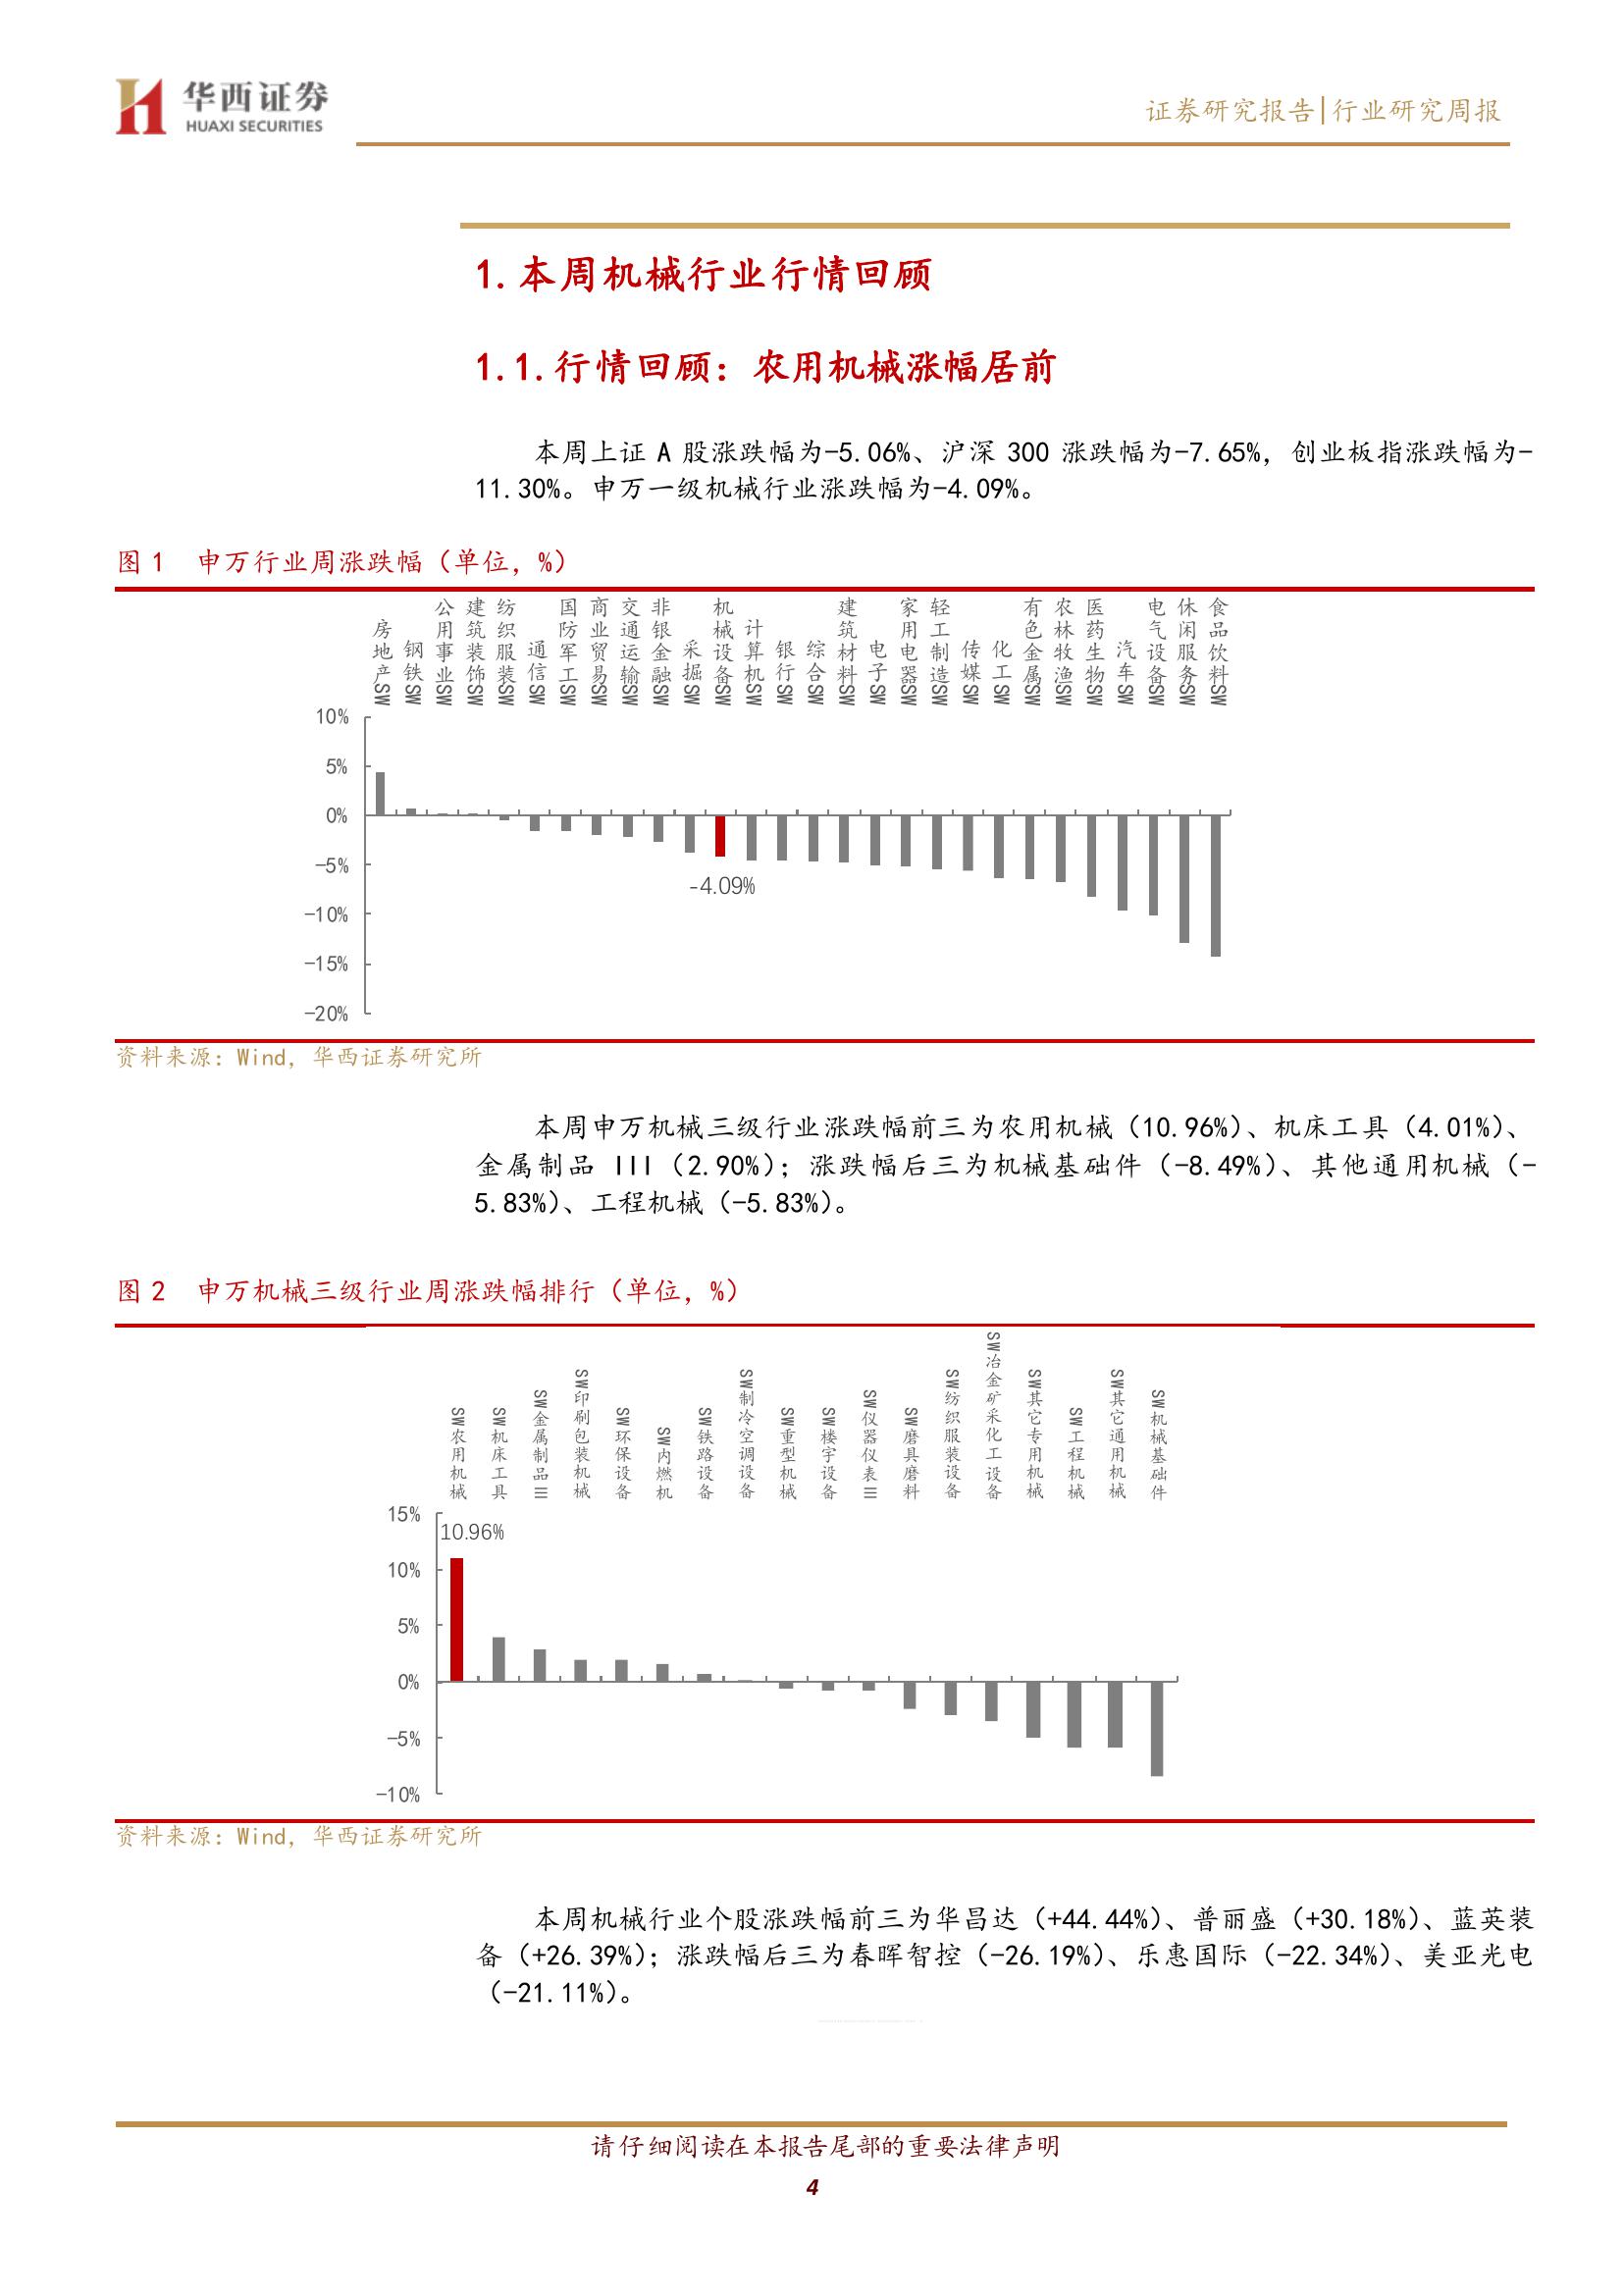 华西证券
HUAXI SECURITIES
证券研究报告|行业研究周报
1.本周机械行业行情回顾
1.1.行情回顾：农用机械涨幅居前
本周上证 A 股涨跌幅为-5.06%、沪深 300 涨跌幅为-7.65%，创业板指涨跌幅为-
11.30%。申万一级机械行业涨跌幅为-4.09%。
图 1 申万行业周涨跌幅（单位，%）
房地产SW
钢铁SW
公用事业SW
建筑装饰SW
纺织服装SW
通信SW
国防军工SW
商业贸易SW
交通运输SW
非银金融SW
采掘SW
机械设备SW
计算机SW
银行SW
综合SW
建筑材料SW
电子SW
家用电器SW
轻工制造SW
传媒SW
化工SW
有色金属SW
农林牧渔SW
医药生物SW
汽车SW
电气设备SW
休闲服务SW
食品饮料SW
10%
5%
0%
-5%
-4.09%
-10%
-15%
-20%
资料来源：Wind，华西证券研究所
本周申万机械三级行业涨跌幅前三为农用机械（10.96%）、机床工具（4.01%）、
金属制品 III（2.90%）；涨跌幅后三为机械基础件（-8.49%）、其他通用机械（-
5.83%）、工程机械（-5.83%）。
图 2 申万机械三级行业周涨跌幅排行（单位，%）
SW农用机械
SW机床工具
SW金属制品III
SW印刷包装机械
SW环保设备
SW内燃机
SW铁路设备
SW制冷空调设备
SW重型机械
SW楼宇设备
SW仪器仪表III
SW磨具磨料
SW纺织服装设备
SW冶金矿采化工设备
SW其它专用机械
SW工程机械
SW其它通用机械
SW机械基础件
15%
10.96%
10%
5%
0%
-5%
-10%
资料来源：Wind，华西证券研究所
本周机械行业个股涨跌幅前三为华昌达（+44.44%）、普丽盛（+30.18%）、蓝英装
备（+26.39%）；涨跌幅后三为春晖智控（-26.19%）、乐惠国际（-22.34%）、美亚光电
（-21.11%）。
请仔细阅读在本报告尾部的重要法律声明
4